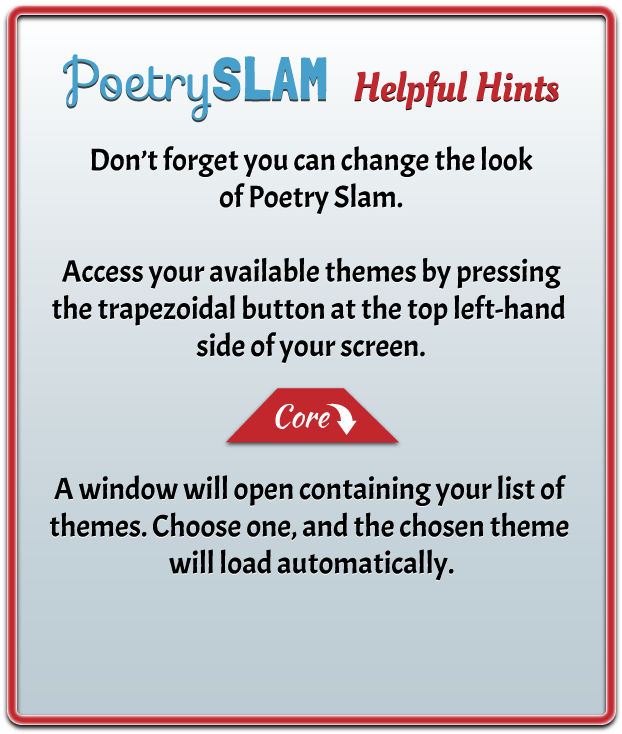 PoetrySLAM Helpful Hints
Don't forget you can change the look
of Poetry Slam.
Access your available themes by pressing
the trapezoidal button at the top left-hand
side of your screen.
Core
A window will open containing your list of
themes. Choose one, and the chosen theme
will load automatically.